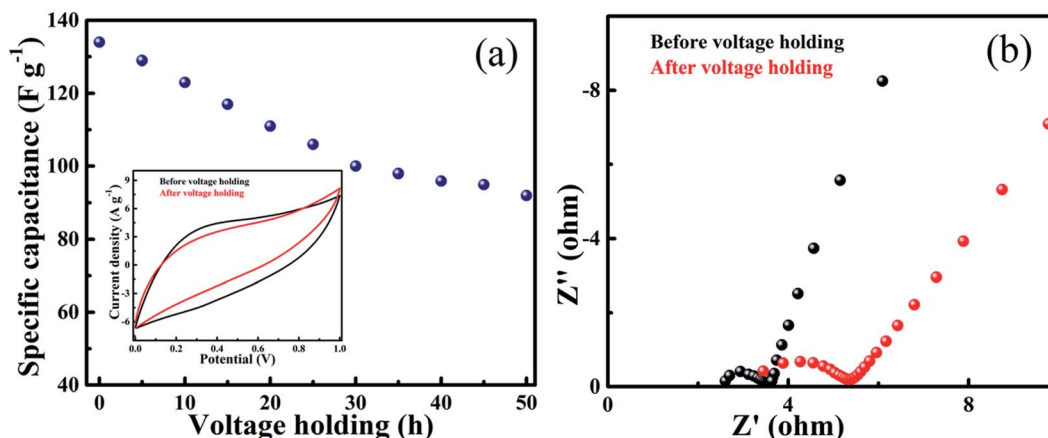 (a)
Specific capacitance (F g-1)
140
120
100
80
60
40
0
10
20
30
40
50
Voltage holding (h)
Before voltage holding
After voltage holding
Current density (A g-1)
9
6
3
0
-3
-6
0.0
0.2
0.4
0.6
0.8
1.0
Potential (V)
(b)
Before voltage holding
After voltage holding
Z'' (ohm)
-8
-4
0
0
4
8
Z' (ohm)